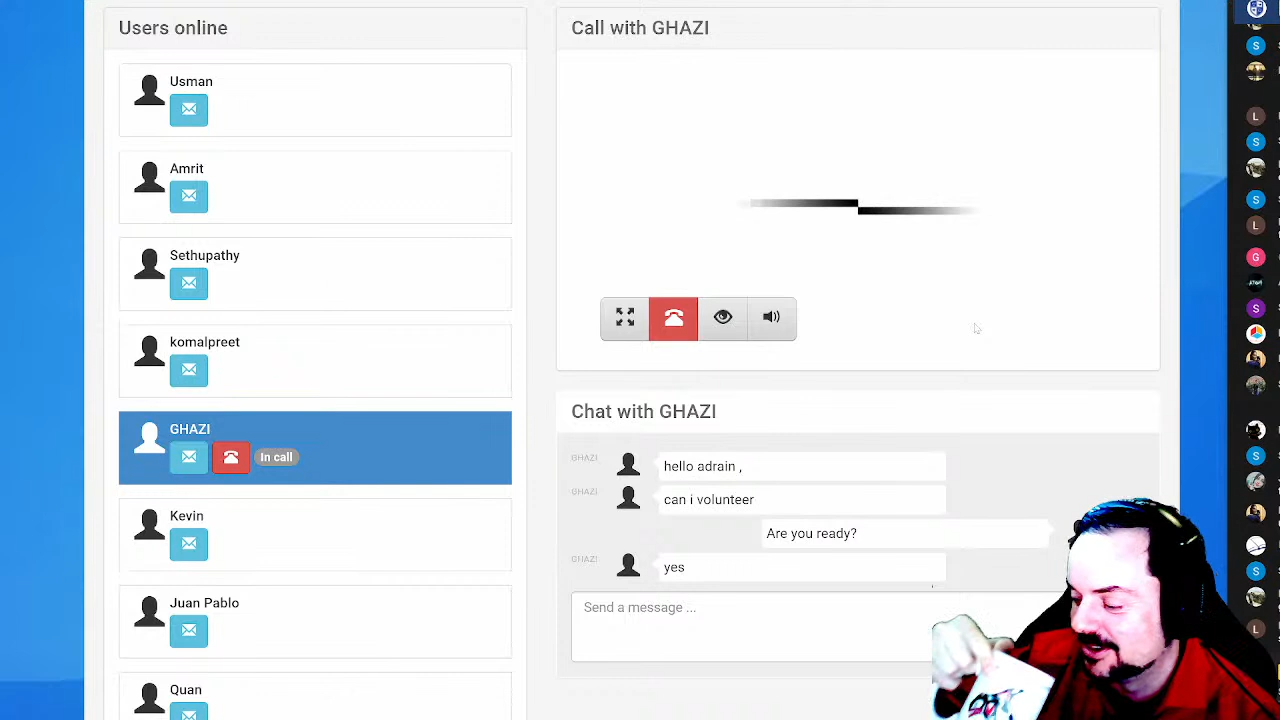 Users online
Usman
Amrit
Sethupathy
komalpreet
GHAZI
In call
Kevin
Juan Pablo
Quan
Call with GHAZI
Chat with GHAZI
GHAZI
hello adrain ,
GHAZI
can i volunteer
Are you ready?
GHAZI
yes
Send a message ...
S
L
S
S
L
G
S
S
S
L